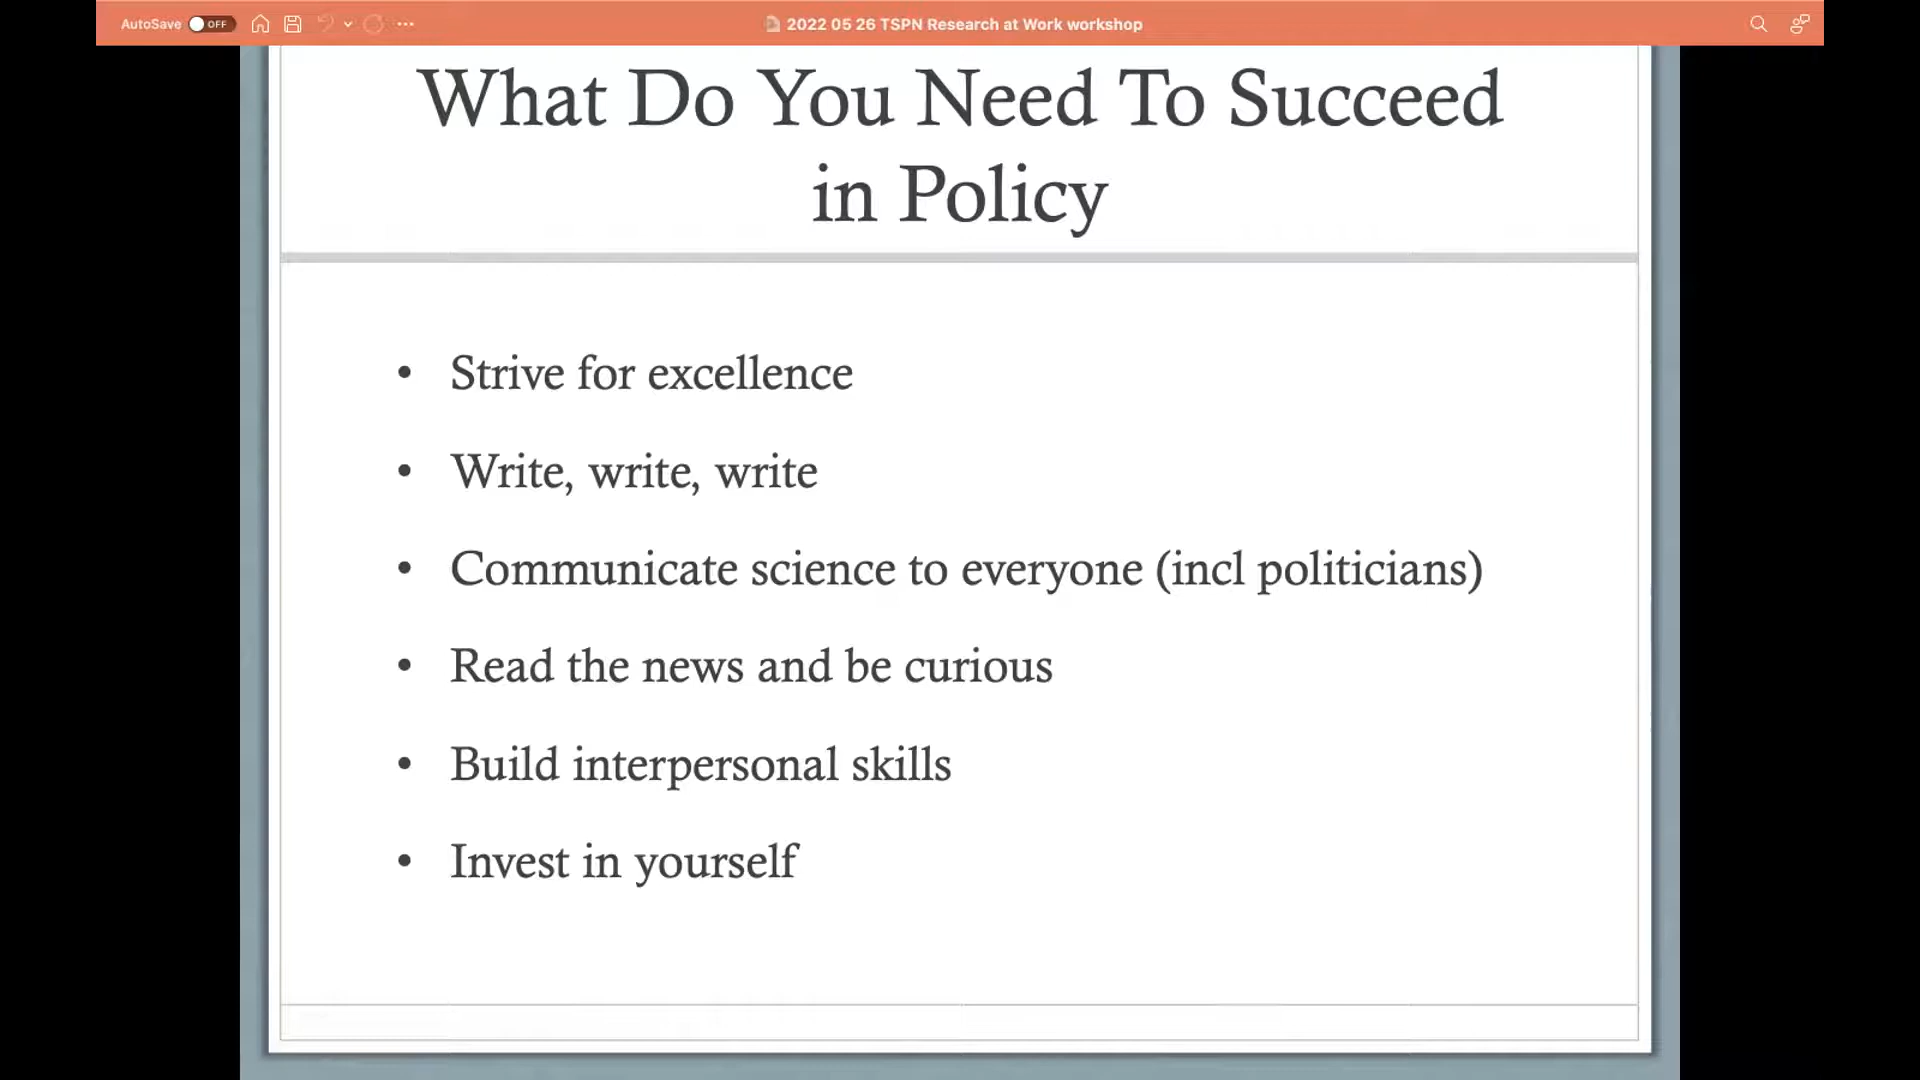 AutoSave OFF
2022 05 26 TSPN Research at Work workshop
What Do You Need To Succeed
in Policy
• Strive for excellence
• Write, write, write
• Communicate science to everyone (incl politicians)
• Read the news and be curious
• Build interpersonal skills
• Invest in yourself